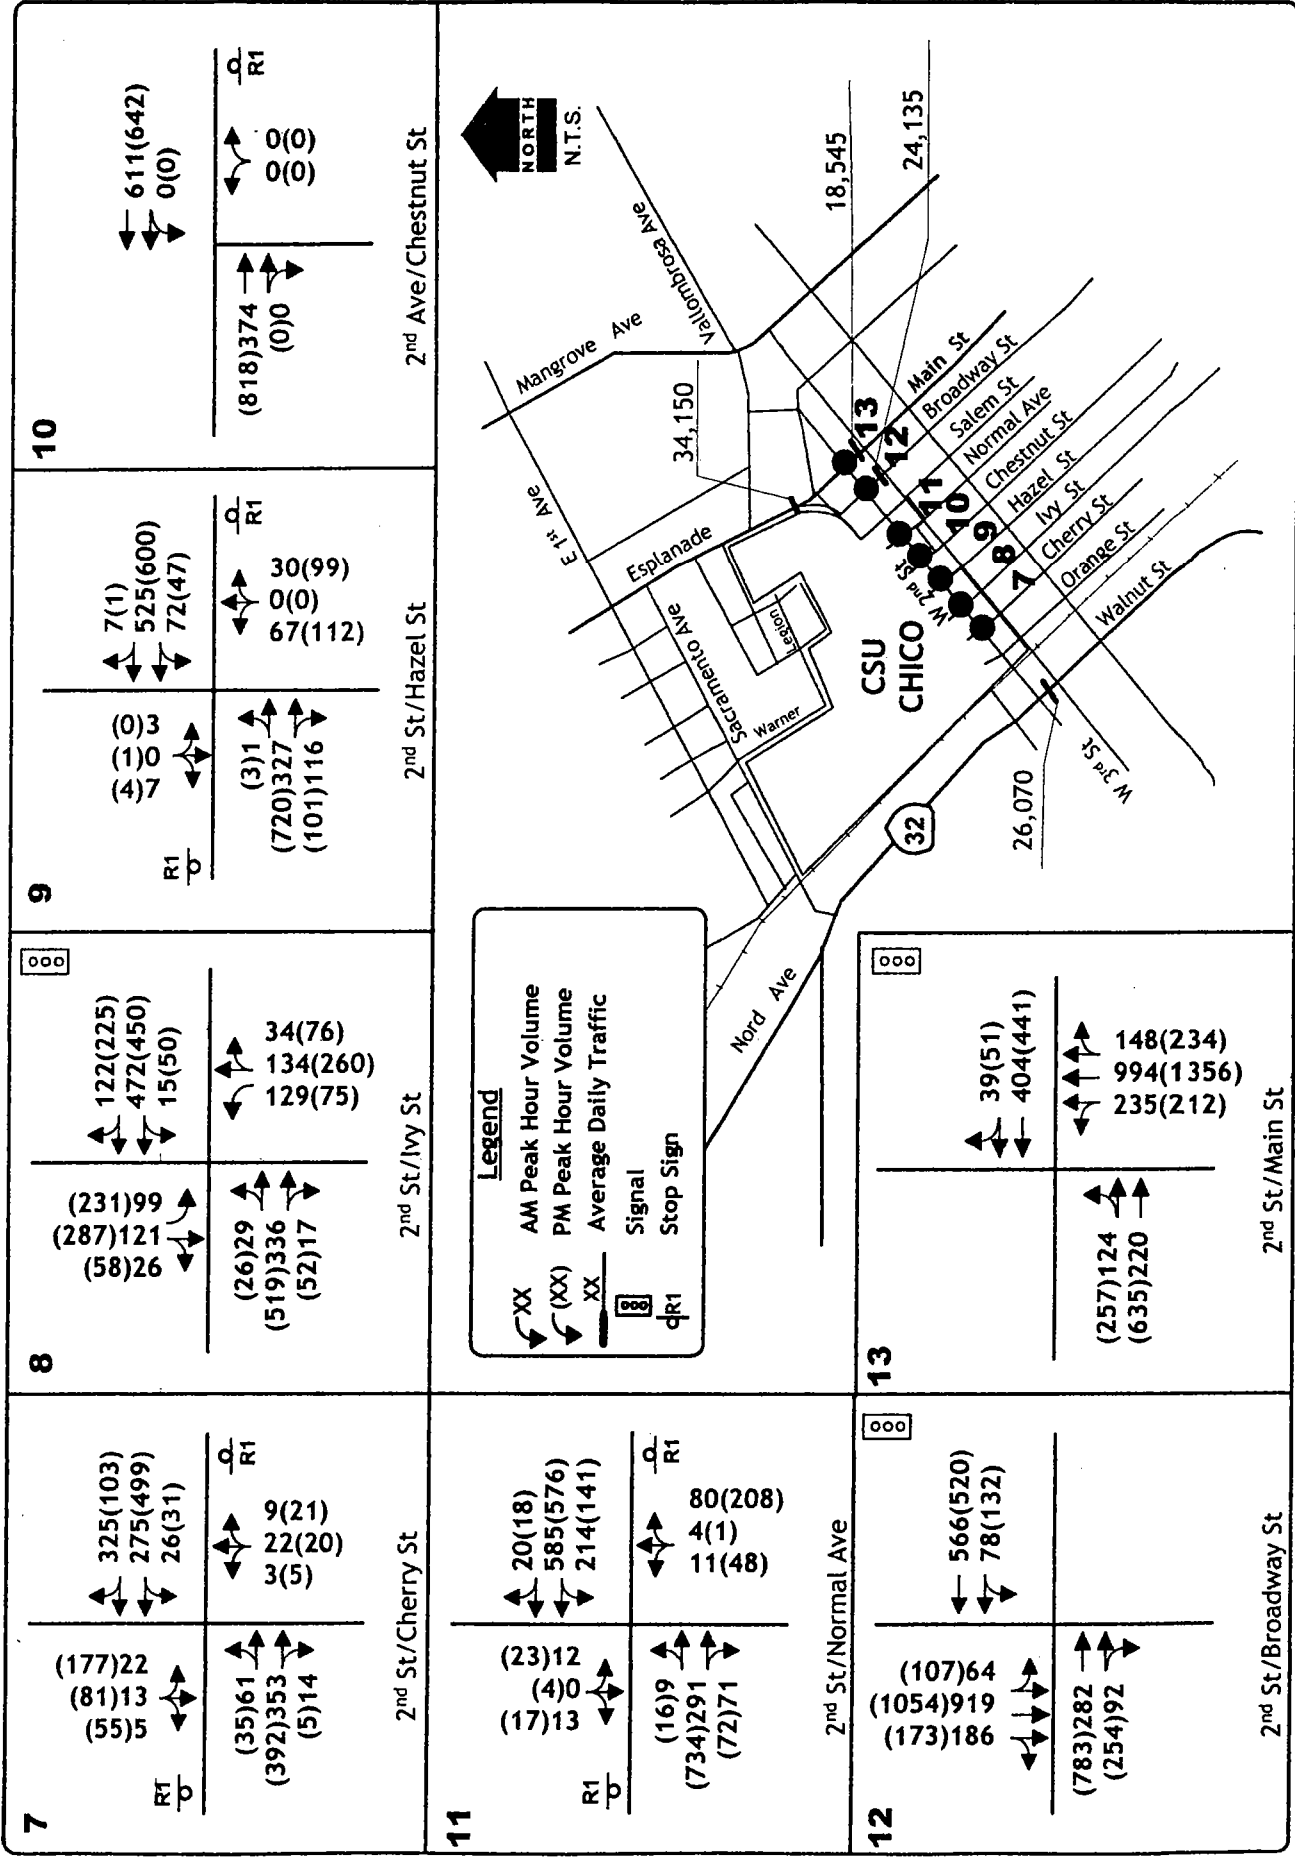 7
R1
(55)5
(81)13
(177)22
325(103)
275(499)
26(31)
(35)61
(392)353
(5)14
3(5)
22(20)
9(21)
R1
2nd St/Cherry St
8
(58)26
(287)121
(231)99
122(225)
472(450)
15(50)
(26)29
(519)336
(52)17
129(75)
134(260)
34(76)
2nd St/Ivy St
9
R1
(4)7
(1)0
(0)3
7(1)
525(600)
72(47)
(3)1
(720)327
(101)116
67(112)
0(0)
30(99)
R1
2nd St/Hazel St
10
611(642)
0(0)
(818)374
(0)0
0(0)
0(0)
R1
2nd Ave/Chestnut St
11
R1
(17)13
(4)0
(23)12
20(18)
585(576)
214(141)
(16)9
(734)291
(72)71
11(48)
4(1)
80(208)
R1
2nd St/Normal Ave
12
(173)186
(1054)919
(107)64
566(520)
78(132)
(783)282
(254)92
2nd St/Broadway St
13
39(51)
404(441)
(257)124
(635)220
235(212)
994(1356)
148(234)
2nd St/Main St
Legend
XX AM Peak Hour Volume
(XX) PM Peak Hour Volume
XX Average Daily Traffic
Signal
R1 Stop Sign
NORTH
N.T.S.
E 1st Ave
Mangrove Ave
Vallombrosa Ave
Esplanade
Sacramento Ave
Legion
Warner
Nord Ave
32
CSU
CHICO
W 2nd St
W 3rd St
34,150
18,545
24,135
26,070
13
12
11
10
9
8
7
Main St
Broadway St
Salem St
Normal Ave
Chestnut St
Hazel St
Ivy St
Cherry St
Orange St
Walnut St